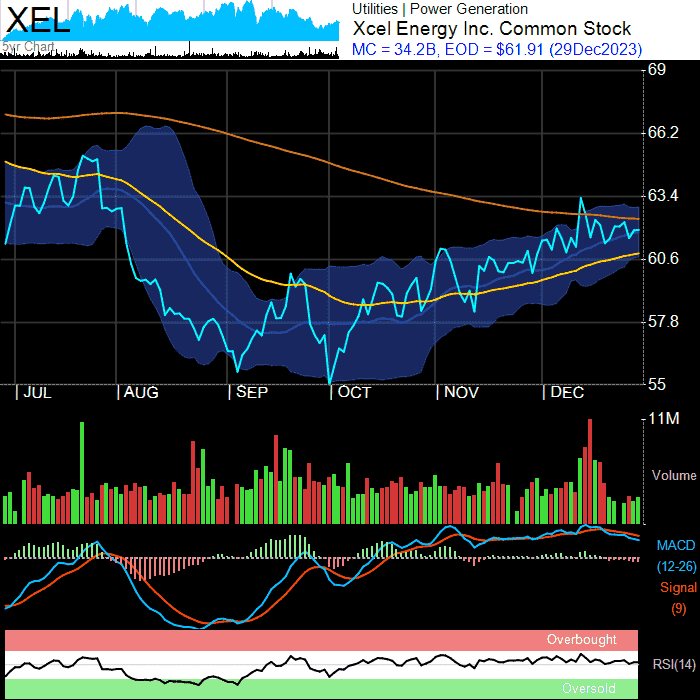 XEL
5yr Chart
Utilities | Power Generation
Xcel Energy Inc. Common Stock
MC = 34.2B, EOD = $61.91 (29Dec2023)
69
66.2
63.4
60.6
57.8
55
| JUL | AUG | SEP | OCT | NOV | DEC
11M
Volume
MACD
(12-26)
Signal
(9)
Overbought
RSI(14)
Oversold